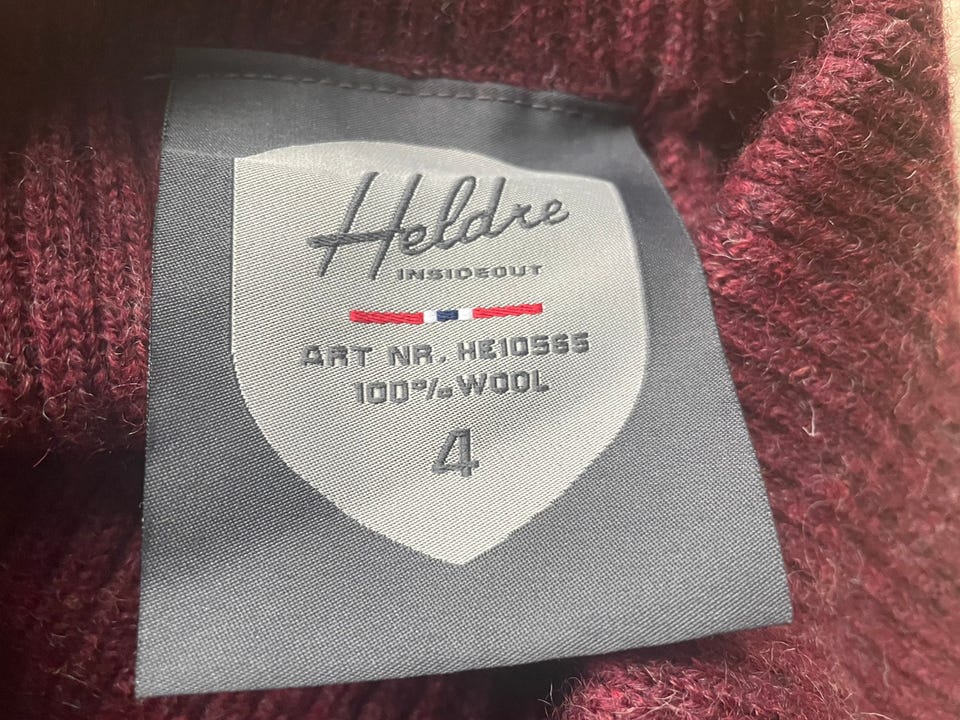 Heldre
INSIDEOUT
ART NR. HE10565
100% WOOL
4